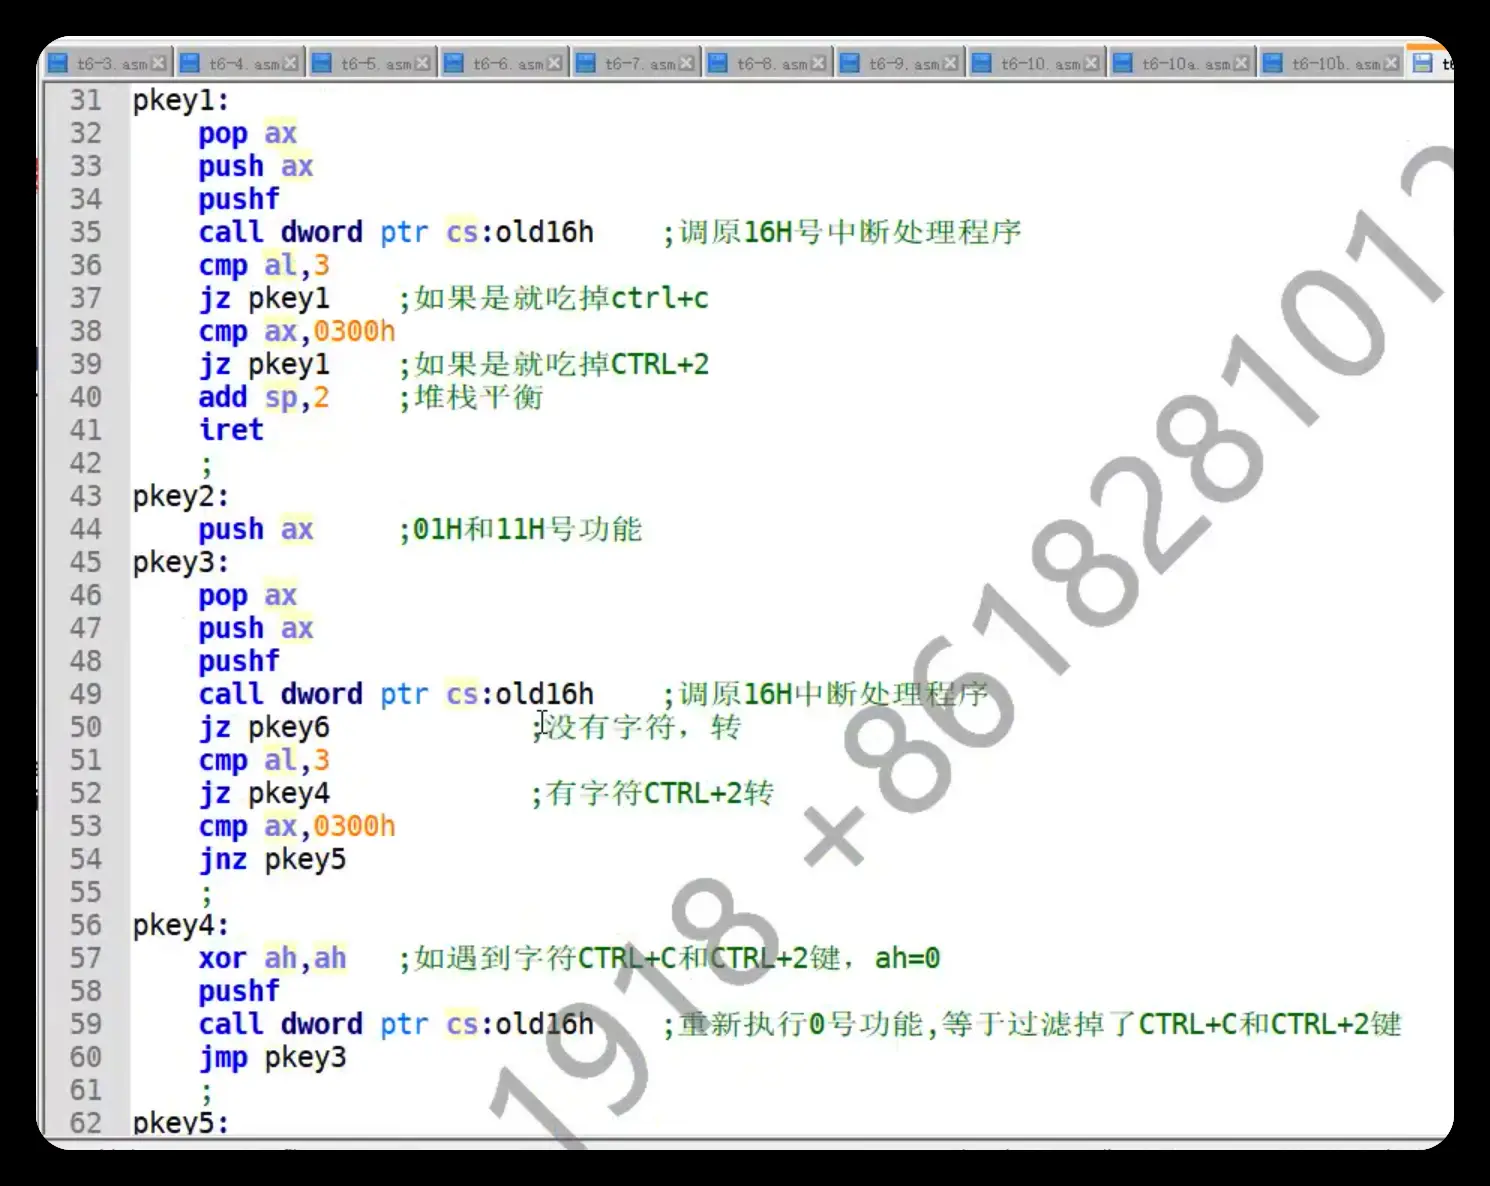 t6-3.asm t6-4.asm t6-5.asm t6-6.asm t6-7.asm t6-8.asm t6-9.asm t6-10.asm t6-10a.asm t6-10b.asm
31 pkey1:
32 pop ax
33 push ax
34 pushf
35 call dword ptr cs:old16h ;调原16H号中断处理程序
36 cmp al,3
37 jz pkey1 ;如果是就吃掉ctrl+c
38 cmp ax,0300h
39 jz pkey1 ;如果是就吃掉CTRL+2
40 add sp,2 ;堆栈平衡
41 iret
42 ;
43 pkey2:
44 push ax ;01H和11H号功能
45 pkey3:
46 pop ax
47 push ax
48 pushf
49 call dword ptr cs:old16h ;调原16H中断处理程序
50 jz pkey6 ;没有字符，转
51 cmp al,3
52 jz pkey4 ;有字符CTRL+2转
53 cmp ax,0300h
54 jnz pkey5
55 ;
56 pkey4:
57 xor ah,ah ;如遇到字符CTRL+C和CTRL+2键，ah=0
58 pushf
59 call dword ptr cs:old16h ;重新执行0号功能,等于过滤掉了CTRL+C和CTRL+2键
60 jmp pkey3
61 ;
62 pkey5:
1918 +861828101